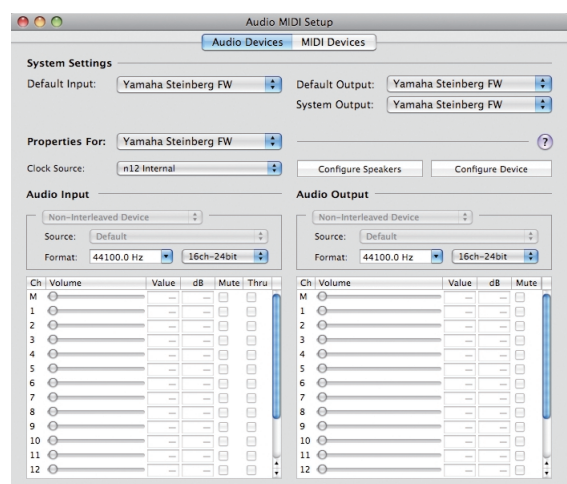 Audio MIDI Setup
Audio Devices MIDI Devices
System Settings
Default Input: Yamaha Steinberg FW
Default Output: Yamaha Steinberg FW
System Output: Yamaha Steinberg FW
Properties For: Yamaha Steinberg FW
?
Clock Source: n12 Internal
Configure Speakers Configure Device
Audio Input
Non-Interleaved Device
Source: Default
Format: 44100.0 Hz 16ch-24bit
Ch Volume Value dB Mute Thru
M
1
2
3
4
5
6
7
8
9
10
11
12
Audio Output
Non-Interleaved Device
Source: Default
Format: 44100.0 Hz 16ch-24bit
Ch Volume Value dB Mute
M
1
2
3
4
5
6
7
8
9
10
11
12